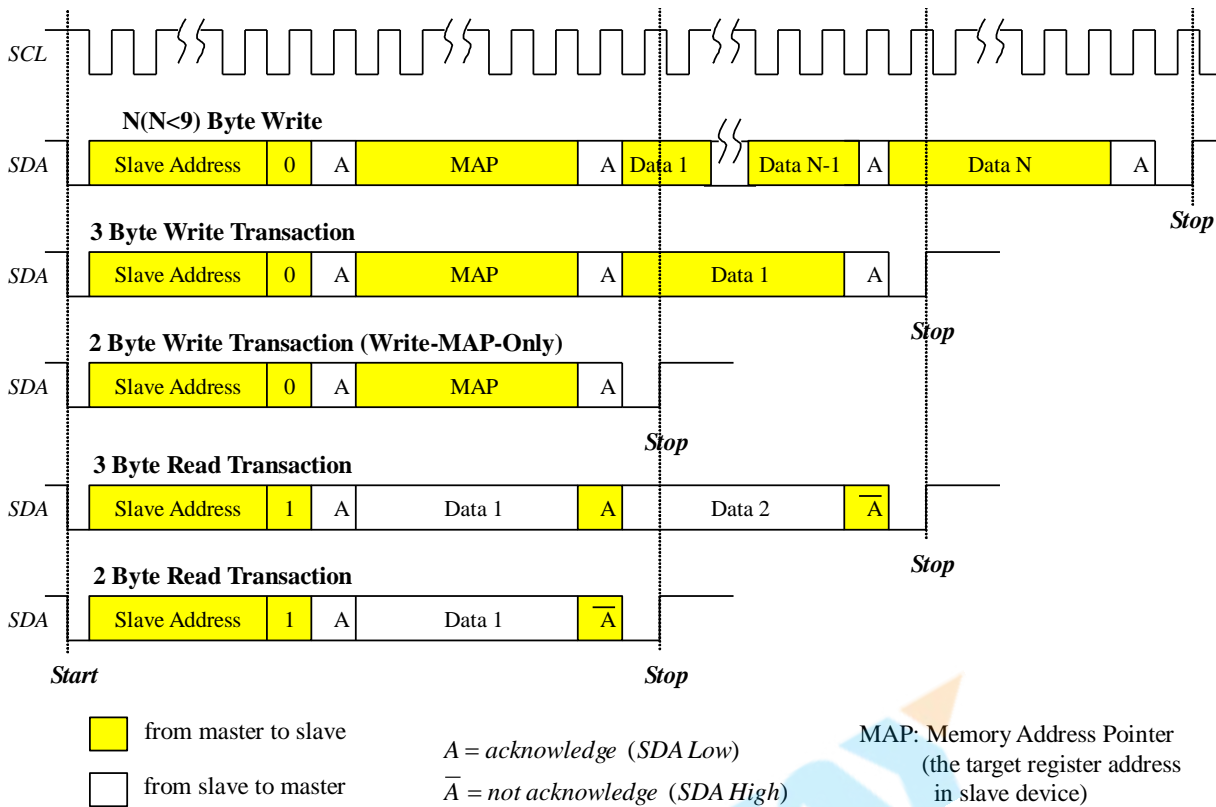 SCL
N(N<9) Byte Write
SDA Slave Address 0 A MAP A Data 1 Data N-1 A Data N A
Stop
3 Byte Write Transaction
SDA Slave Address 0 A MAP A Data 1 A
Stop
2 Byte Write Transaction (Write-MAP-Only)
SDA Slave Address 0 A MAP A
Stop
3 Byte Read Transaction
SDA Slave Address 1 A Data 1 A Data 2 A̅
Stop
2 Byte Read Transaction
SDA Slave Address 1 A Data 1 A̅
Start Stop
from master to slave
from slave to master
A = acknowledge (SDA Low)
A̅ = not acknowledge (SDA High)
MAP: Memory Address Pointer
(the target register address
in slave device)